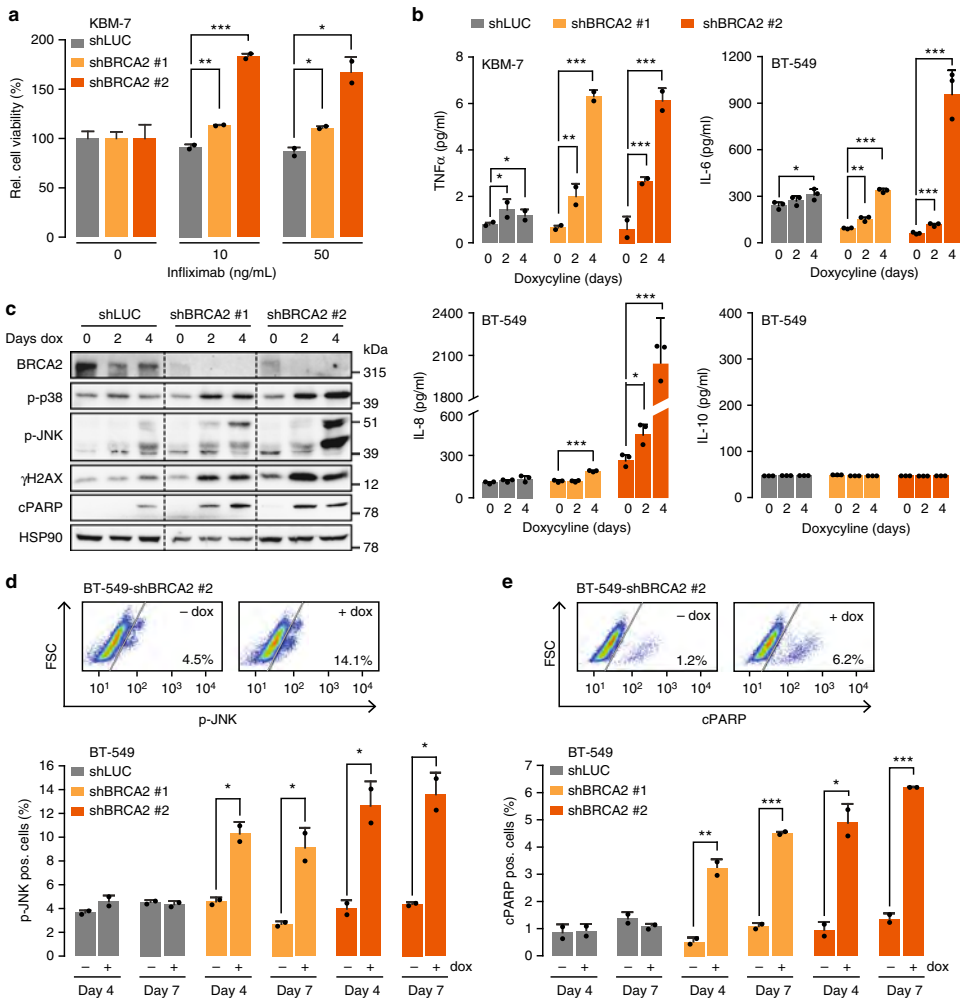 a
KBM-7
shLUC
shBRCA2 #1
shBRCA2 #2
Rel. cell viability (%)
200
150
100
50
0
***
**
*
*
0 10 50
Infliximab (ng/mL)
b
shLUC shBRCA2 #1 shBRCA2 #2
KBM-7
TNFα (pg/ml)
8
6
4
2
0
* * ** *** *** ***
0 2 4 0 2 4 0 2 4
Doxycycline (days)
BT-549
IL-6 (pg/ml)
1200
900
600
300
0
* ** *** *** ***
0 2 4 0 2 4 0 2 4
Doxycycline (days)
BT-549
IL-8 (pg/ml)
2400
1800
600
300
0
*** * ***
0 2 4 0 2 4 0 2 4
Doxycycline (days)
BT-549
IL-10 (pg/ml)
400
300
200
100
0
0 2 4 0 2 4 0 2 4
Doxycycline (days)
c
shLUC shBRCA2 #1 shBRCA2 #2
Days dox 0 2 4 0 2 4 0 2 4 kDa
BRCA2 315
p-p38 39
p-JNK 51
39
γH2AX 12
cPARP 78
HSP90 78
d
BT-549-shBRCA2 #2
FSC
– dox
4.5%
+ dox
14.1%
10¹ 10² 10³ 10⁴ 10¹ 10² 10³ 10⁴
p-JNK
BT-549
shLUC
shBRCA2 #1
shBRCA2 #2
p-JNK pos. cells (%)
16
14
12
10
8
6
4
2
0
* * * *
– + – + – + – + – + – + dox
Day 4 Day 7 Day 4 Day 7 Day 4 Day 7
e
BT-549-shBRCA2 #2
FSC
– dox
1.2%
+ dox
6.2%
10¹ 10² 10³ 10⁴ 10¹ 10² 10³ 10⁴
cPARP
BT-549
shLUC
shBRCA2 #1
shBRCA2 #2
cPARP pos. cells (%)
7
6
5
4
3
2
1
0
** *** * ***
– + – + – + – + – + – + dox
Day 4 Day 7 Day 4 Day 7 Day 4 Day 7